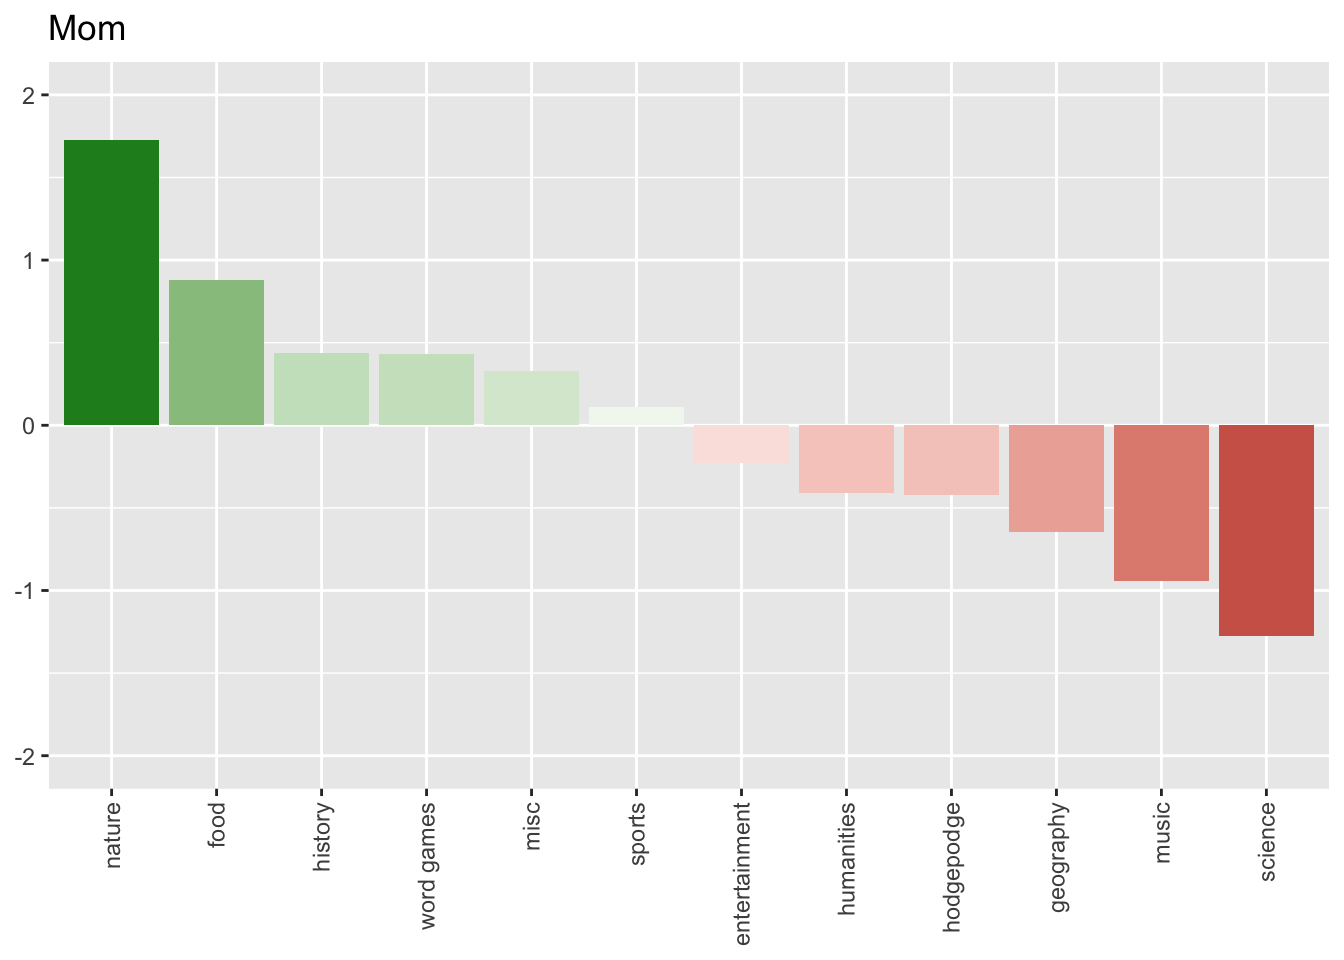 Mom
2
1
0
-1
-2
nature
food
history
word games
misc
sports
entertainment
humanities
hodgepodge
geography
music
science